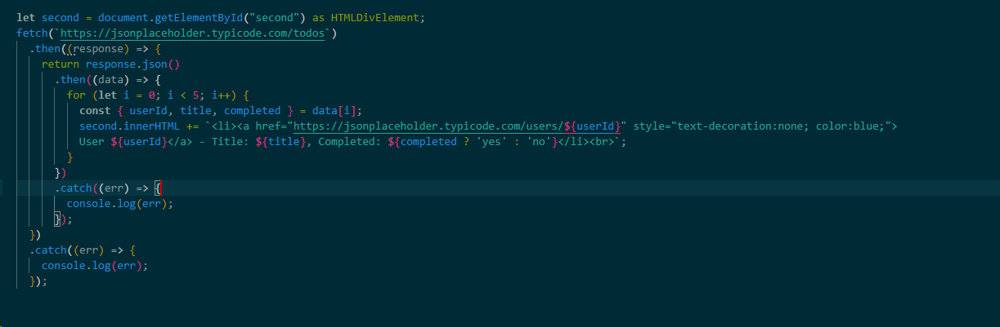 let second = document.getElementById("second") as HTMLDivElement;
fetch(`https://jsonplaceholder.typicode.com/todos`)
.then((response) => {
return response.json()
.then((data) => {
for (let i = 0; i < 5; i++) {
const { userId, title, completed } = data[i];
second.innerHTML += `<li><a href="https://jsonplaceholder.typicode.com/users/${userId}" style="text-decoration:none; color:blue;">
User ${userId}</a> - Title: ${title}, Completed: ${completed ? 'yes' : 'no'}</li><br>`;
}
})
.catch((err) => {
console.log(err);
});
})
.catch((err) => {
console.log(err);
});